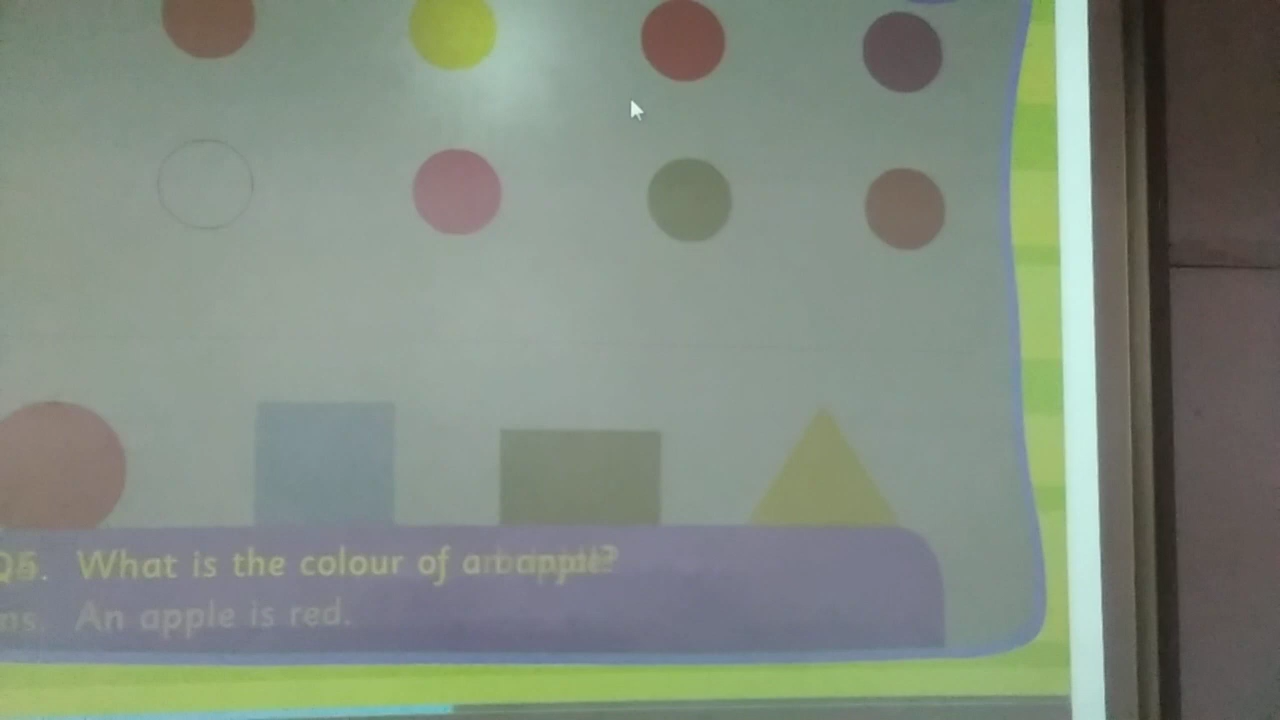 What is the colour of
An apple is red.